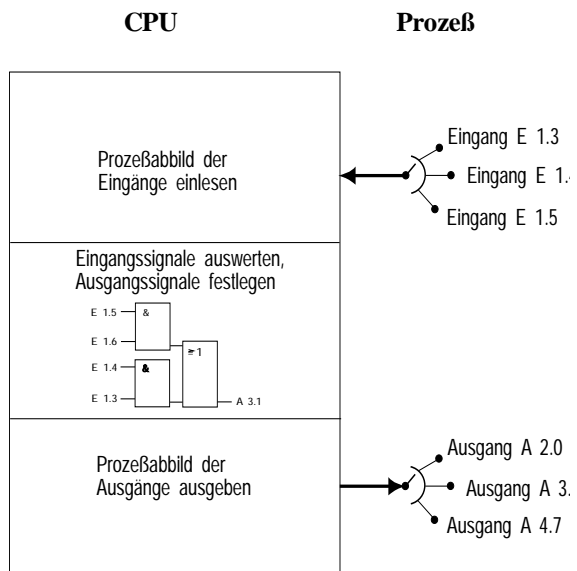 CPU
Prozeß
Prozeßabbild der
Eingänge einlesen
Eingang E 1.3
Eingang E 1.
Eingang E 1.5
Eingangssignale auswerten,
Ausgangssignale festlegen
E 1.5
&
E 1.6
≥1
E 1.4
&
E 1.3
A 3.1
Prozeßabbild der
Ausgänge ausgeben
Ausgang A 2.0
Ausgang A 3.
Ausgang A 4.7